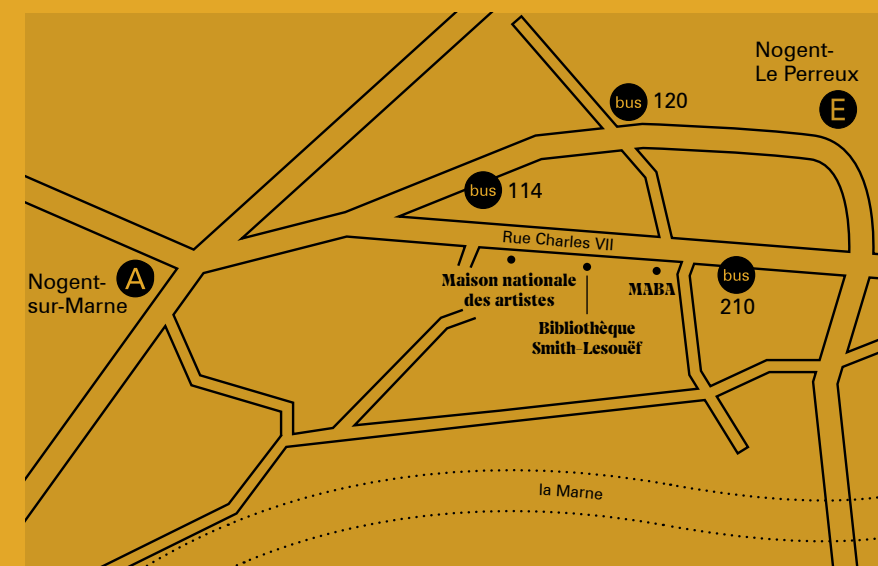 Nogent-
Le Perreux
E
bus 120
bus 114
Rue Charles VII
A
Nogent-
sur-Marne
Maison nationale
des artistes
MABA
bus
210
Bibliothèque
Smith-Lesouëf
la Marne